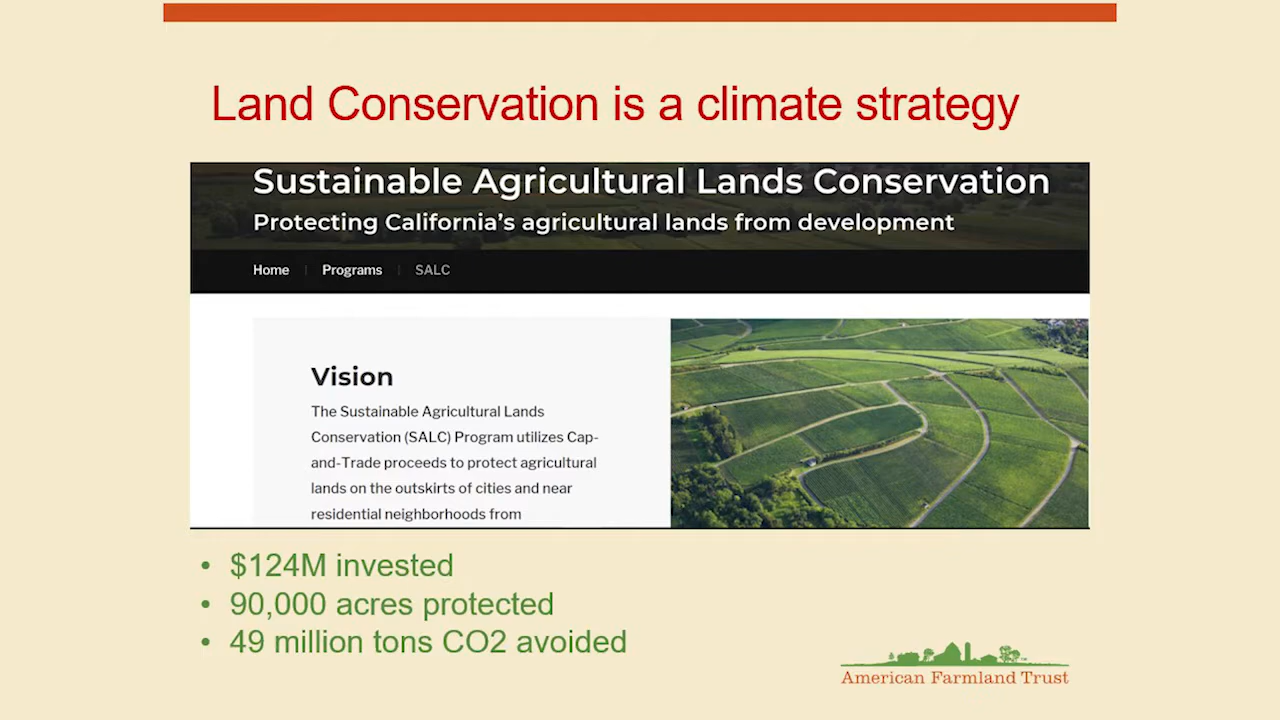 Land Conservation is a climate strategy
Sustainable Agricultural Lands Conservation
Protecting California's agricultural lands from development
Home | Programs | SALC
Vision
The Sustainable Agricultural Lands
Conservation (SALC) Program utilizes Cap-
and-Trade proceeds to protect agricultural
lands on the outskirts of cities and near
residential neighborhoods from
• $124M invested
• 90,000 acres protected
• 49 million tons CO2 avoided
American Farmland Trust